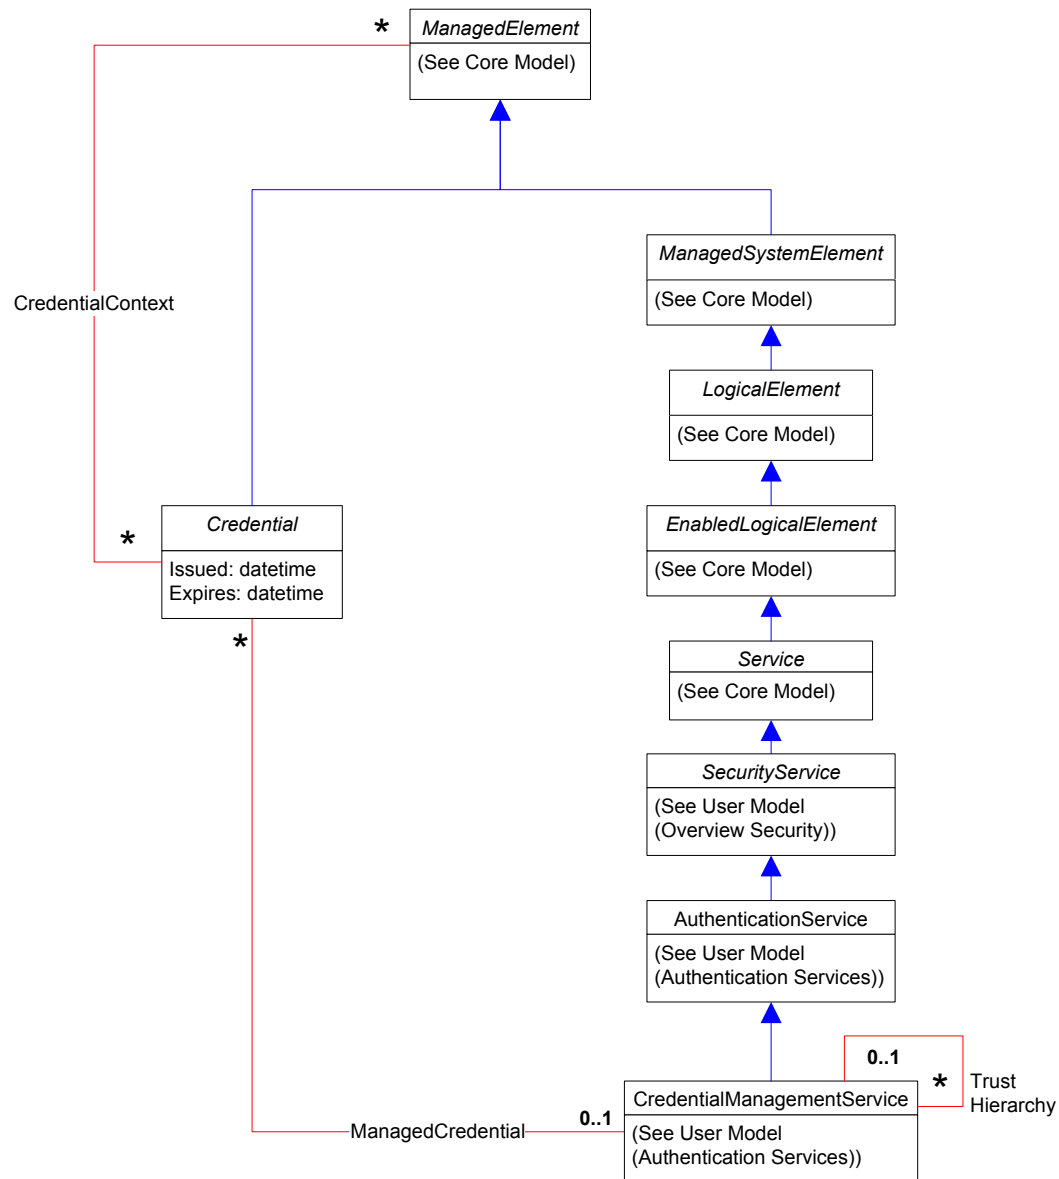 *
ManagedElement
(See Core Model)
ManagedSystemElement
(See Core Model)
CredentialContext
LogicalElement
(See Core Model)
*
Credential
Issued: datetime
Expires: datetime
EnabledLogicalElement
(See Core Model)
*
Service
(See Core Model)
SecurityService
(See User Model
(Overview Security))
AuthenticationService
(See User Model
(Authentication Services))
0..1
*
Trust
Hierarchy
CredentialManagementService
(See User Model
(Authentication Services))
0..1
ManagedCredential